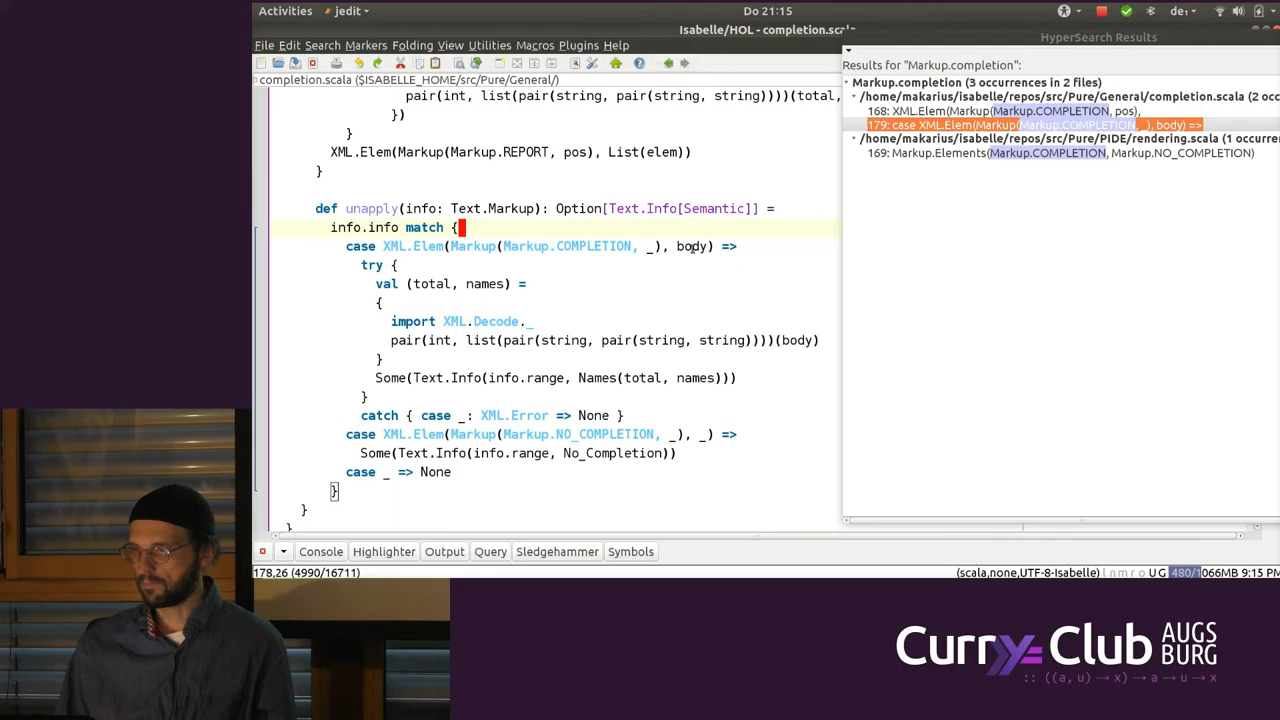 Activities
jedit
Do 21:15
de1
Isabelle/HOL - completion.scala
HyperSearch Results
File Edit Search Markers Folding View Utilities Macros Plugins Help
completion.scala ($ISABELLE_HOME/src/Pure/General/)
pair(int, list(pair(string, pair(string, string))))(total,
})
}
XML.Elem(Markup(Markup.REPORT, pos), List(elem))
}
def unapply(info: Text.Markup): Option[Text.Info[Semantic]] =
info.info match {
case XML.Elem(Markup(Markup.COMPLETION, _), body) =>
try {
val (total, names) =
{
import XML.Decode._
pair(int, list(pair(string, pair(string, string))))(body)
}
Some(Text.Info(info.range, Names(total, names)))
}
catch { case _: XML.Error => None }
case XML.Elem(Markup(Markup.NO_COMPLETION, _), _) =>
Some(Text.Info(info.range, No_Completion))
case _ => None
}
}
}
Results for "Markup.completion":
Markup.completion (3 occurrences in 2 files)
/home/makarius/isabelle/repos/src/Pure/General/completion.scala (2 occ
168: XML.Elem(Markup(Markup.COMPLETION, pos),
179: case XML.Elem(Markup(Markup.COMPLETION, _), body) =>
/home/makarius/isabelle/repos/src/Pure/PIDE/rendering.scala (1 occurre
169: Markup.Elements(Markup.COMPLETION, Markup.NO_COMPLETION)
Console Highlighter Output Query Sledgehammer Symbols
178,26 (4990/16711)
(scala,none,UTF-8-Isabelle) l n m r o U G 480/1066MB 9:15 PM
Curry Club AUGS
BURG
:: ((a, u) → x) → a → u → x